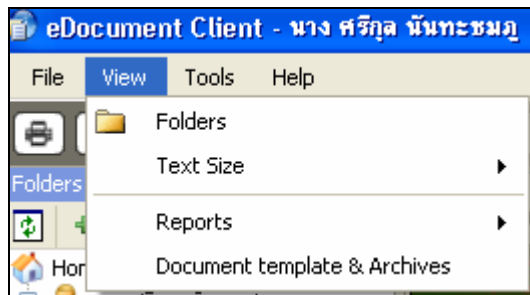 eDocument Client - นาง ศรีกุล นันทะชมภู
File View Tools Help
Folders
Text Size
Folders
Reports
Document template & Archives